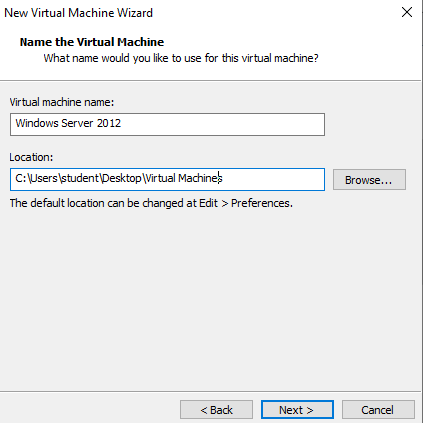 New Virtual Machine Wizard
Name the Virtual Machine
What name would you like to use for this virtual machine?
Virtual machine name:
Windows Server 2012
Location:
C:\Users\student\Desktop\Virtual Machines
Browse...
The default location can be changed at Edit > Preferences.
< Back
Next >
Cancel